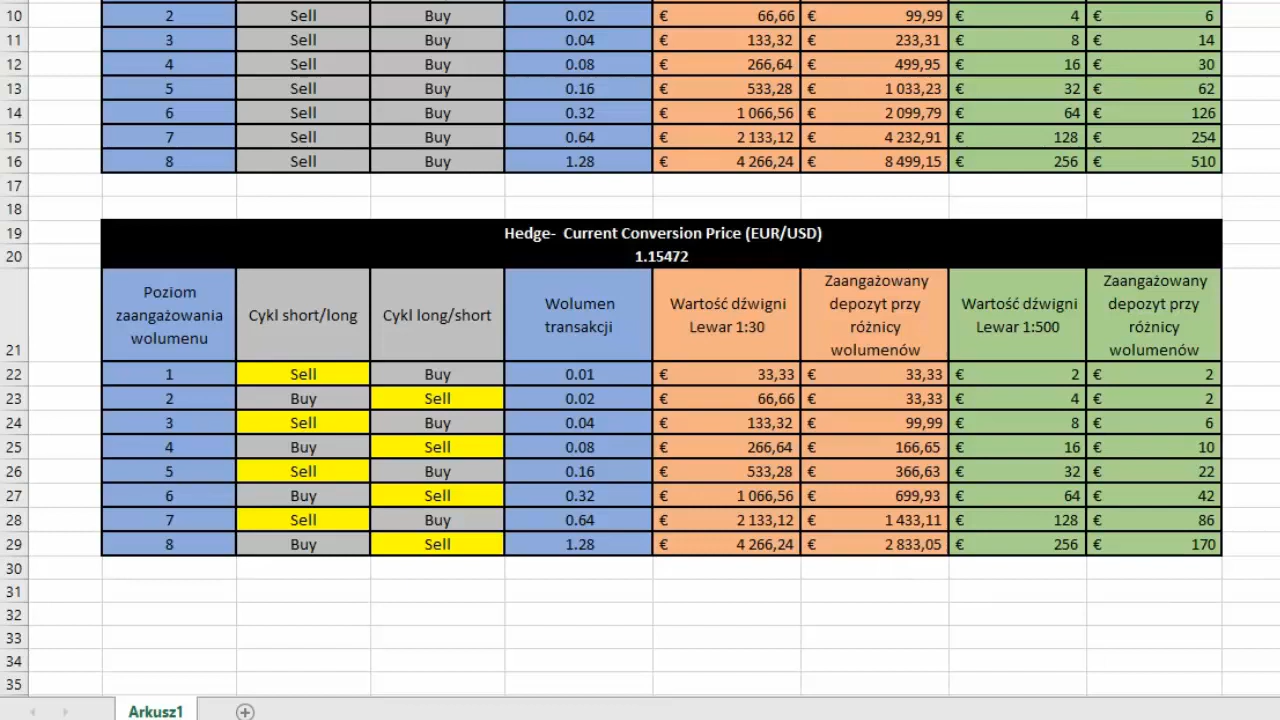 10 2 Sell Buy 0.02 € 66,66 € 99,99 € 4 € 6
11 3 Sell Buy 0.04 € 133,32 € 233,31 € 8 € 14
12 4 Sell Buy 0.08 € 266,64 € 499,95 € 16 € 30
13 5 Sell Buy 0.16 € 533,28 € 1 033,23 € 32 € 62
14 6 Sell Buy 0.32 € 1 066,56 € 2 099,79 € 64 € 126
15 7 Sell Buy 0.64 € 2 133,12 € 4 232,91 € 128 € 254
16 8 Sell Buy 1.28 € 4 266,24 € 8 499,15 € 256 € 510
17
18
19 Hedge- Current Conversion Price (EUR/USD)
20 1.15472
21
Poziom
zaangażowania
wolumenu
Cykl short/long
Cykl long/short
Wolumen
transakcji
Wartość dźwigni
Lewar 1:30
Zaangażowany
depozyt przy
różnicy
wolumenów
Wartość dźwigni
Lewar 1:500
Zaangażowany
depozyt przy
różnicy
wolumenów
22 1 Sell Buy 0.01 € 33,33 € 33,33 € 2 € 2
23 2 Buy Sell 0.02 € 66,66 € 33,33 € 4 € 2
24 3 Sell Buy 0.04 € 133,32 € 99,99 € 8 € 6
25 4 Buy Sell 0.08 € 266,64 € 166,65 € 16 € 10
26 5 Sell Buy 0.16 € 533,28 € 366,63 € 32 € 22
27 6 Buy Sell 0.32 € 1 066,56 € 699,93 € 64 € 42
28 7 Sell Buy 0.64 € 2 133,12 € 1 433,11 € 128 € 86
29 8 Buy Sell 1.28 € 4 266,24 € 2 833,05 € 256 € 170
30
31
32
33
34
35
Arkusz1